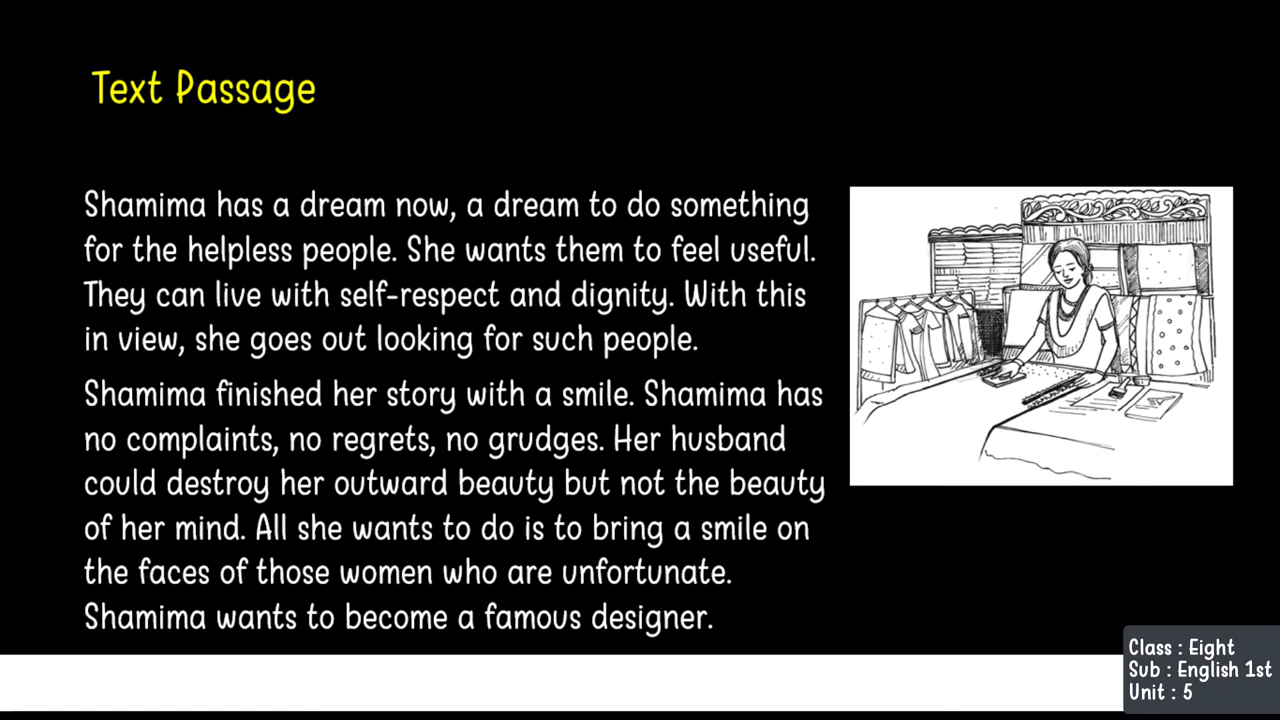 Text Passage
Shamima has a dream now, a dream to do something
for the helpless people. She wants them to feel useful.
They can live with self-respect and dignity. With this
in view, she goes out looking for such people.
Shamima finished her story with a smile. Shamima has
no complaints, no regrets, no grudges. Her husband
could destroy her outward beauty but not the beauty
of her mind. All she wants to do is to bring a smile on
the faces of those women who are unfortunate.
Shamima wants to become a famous designer.
Class : Eight
Sub : English 1st
Unit : 5